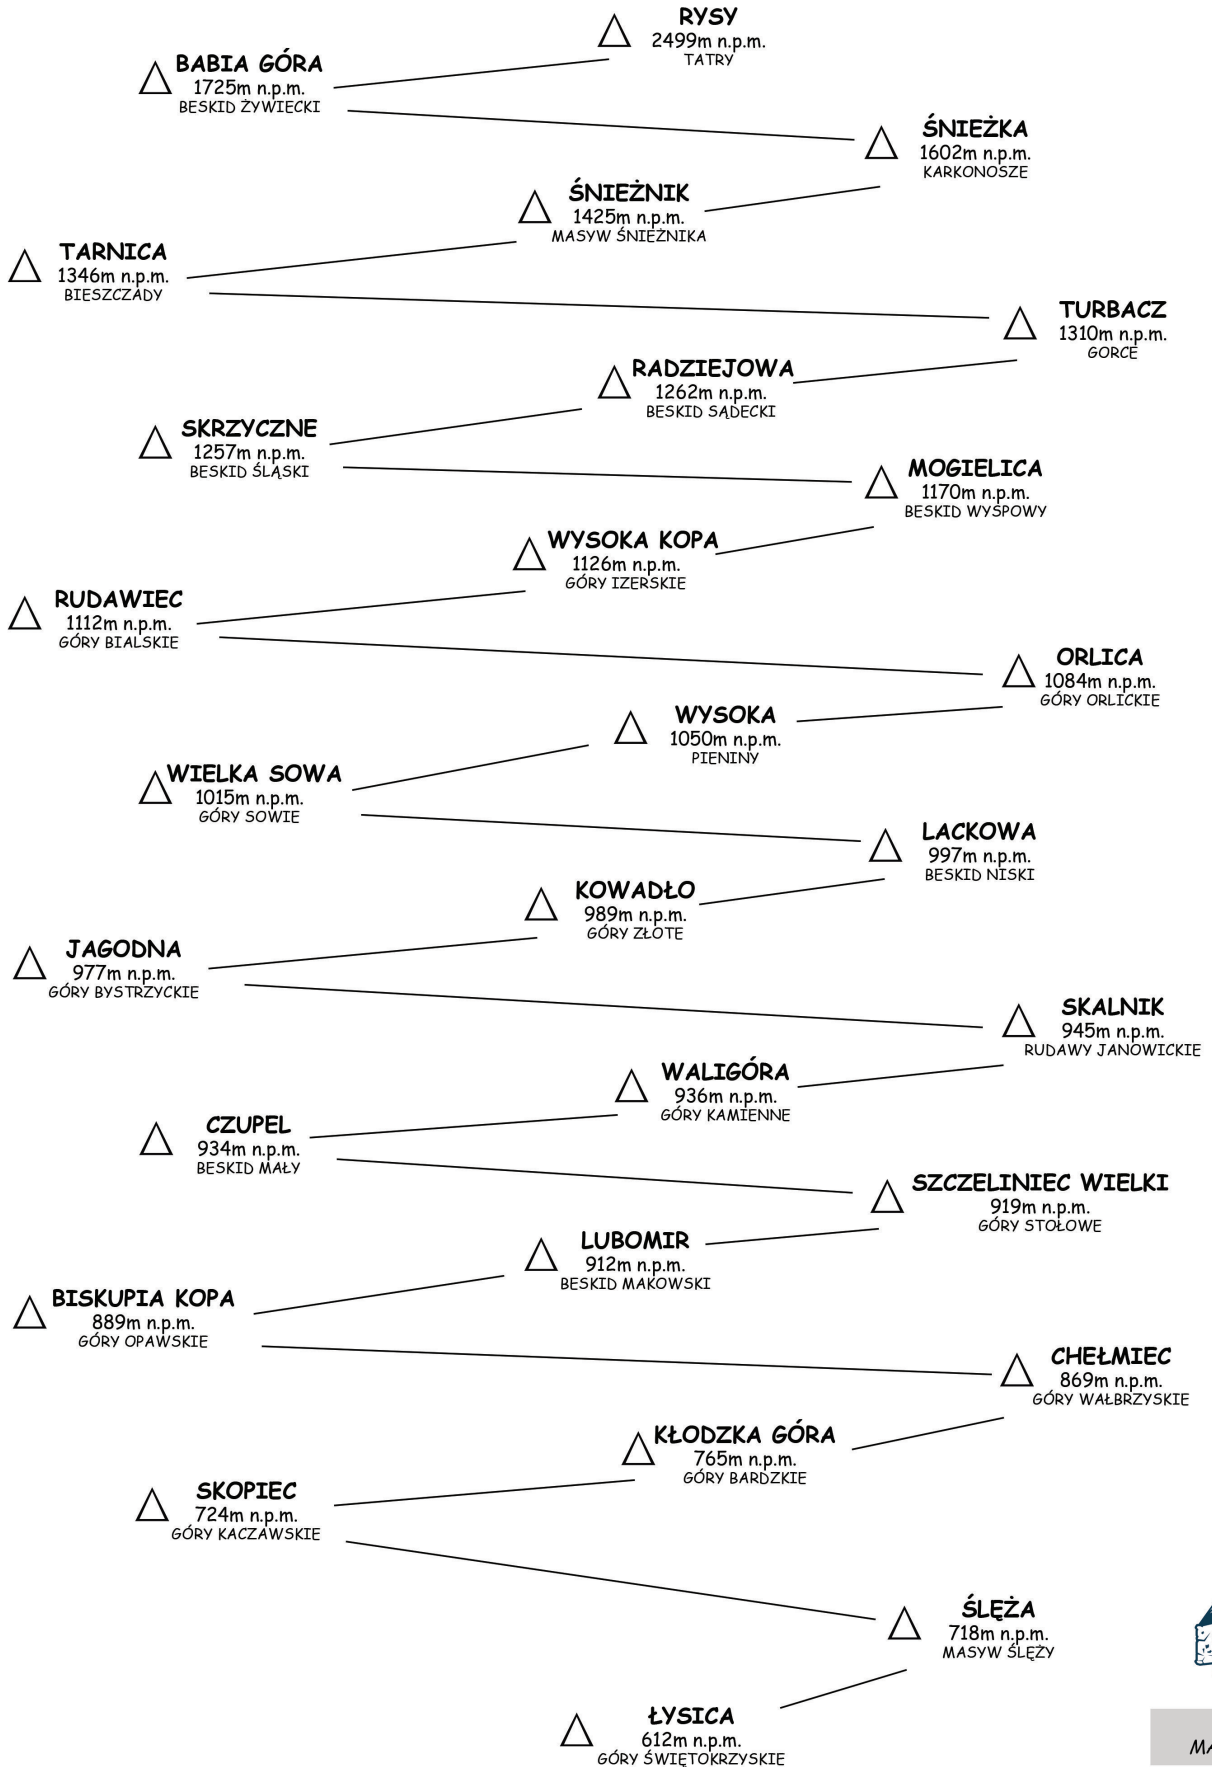 RYSY
2499m n.p.m.
TATRY
BABIA GÓRA
1725m n.p.m.
BESKID ŻYWIECKI
ŚNIEŻKA
1602m n.p.m.
KARKONOSZE
ŚNIEŻNIK
1425m n.p.m.
MASYW ŚNIEŻNIKA
TARNICA
1346m n.p.m.
BIESZCZADY
TURBACZ
1310m n.p.m.
GORCE
RADZIEJOWA
1262m n.p.m.
BESKID SĄDECKI
SKRZYCZNE
1257m n.p.m.
BESKID ŚLĄSKI
MOGIELICA
1170m n.p.m.
BESKID WYSPOWY
WYSOKA KOPA
1126m n.p.m.
GÓRY IZERSKIE
RUDAWIEC
1112m n.p.m.
GÓRY BIALSKIE
ORLICA
1084m n.p.m.
GÓRY ORLICKIE
WYSOKA
1050m n.p.m.
PIENINY
WIELKA SOWA
1015m n.p.m.
GÓRY SOWIE
LACKOWA
997m n.p.m.
BESKID NISKI
KOWADŁO
989m n.p.m.
GÓRY ZŁOTE
JAGODNA
977m n.p.m.
GÓRY BYSTRZYCKIE
SKALNIK
945m n.p.m.
RUDAWY JANOWICKIE
WALIGÓRA
936m n.p.m.
GÓRY KAMIENNE
CZUPEL
934m n.p.m.
BESKID MAŁY
SZCZELINIEC WIELKI
919m n.p.m.
GÓRY STOŁOWE
LUBOMIR
912m n.p.m.
BESKID MAKOWSKI
BISKUPIA KOPA
889m n.p.m.
GÓRY OPAWSKIE
CHEŁMIEC
869m n.p.m.
GÓRY WAŁBRZYSKIE
KŁODZKA GÓRA
765m n.p.m.
GÓRY BARDZKIE
SKOPIEC
724m n.p.m.
GÓRY KACZAWSKIE
ŚLĘŻA
718m n.p.m.
MASYW ŚLĘŻY
ŁYSICA
612m n.p.m.
GÓRY ŚWIĘTOKRZYSKIE